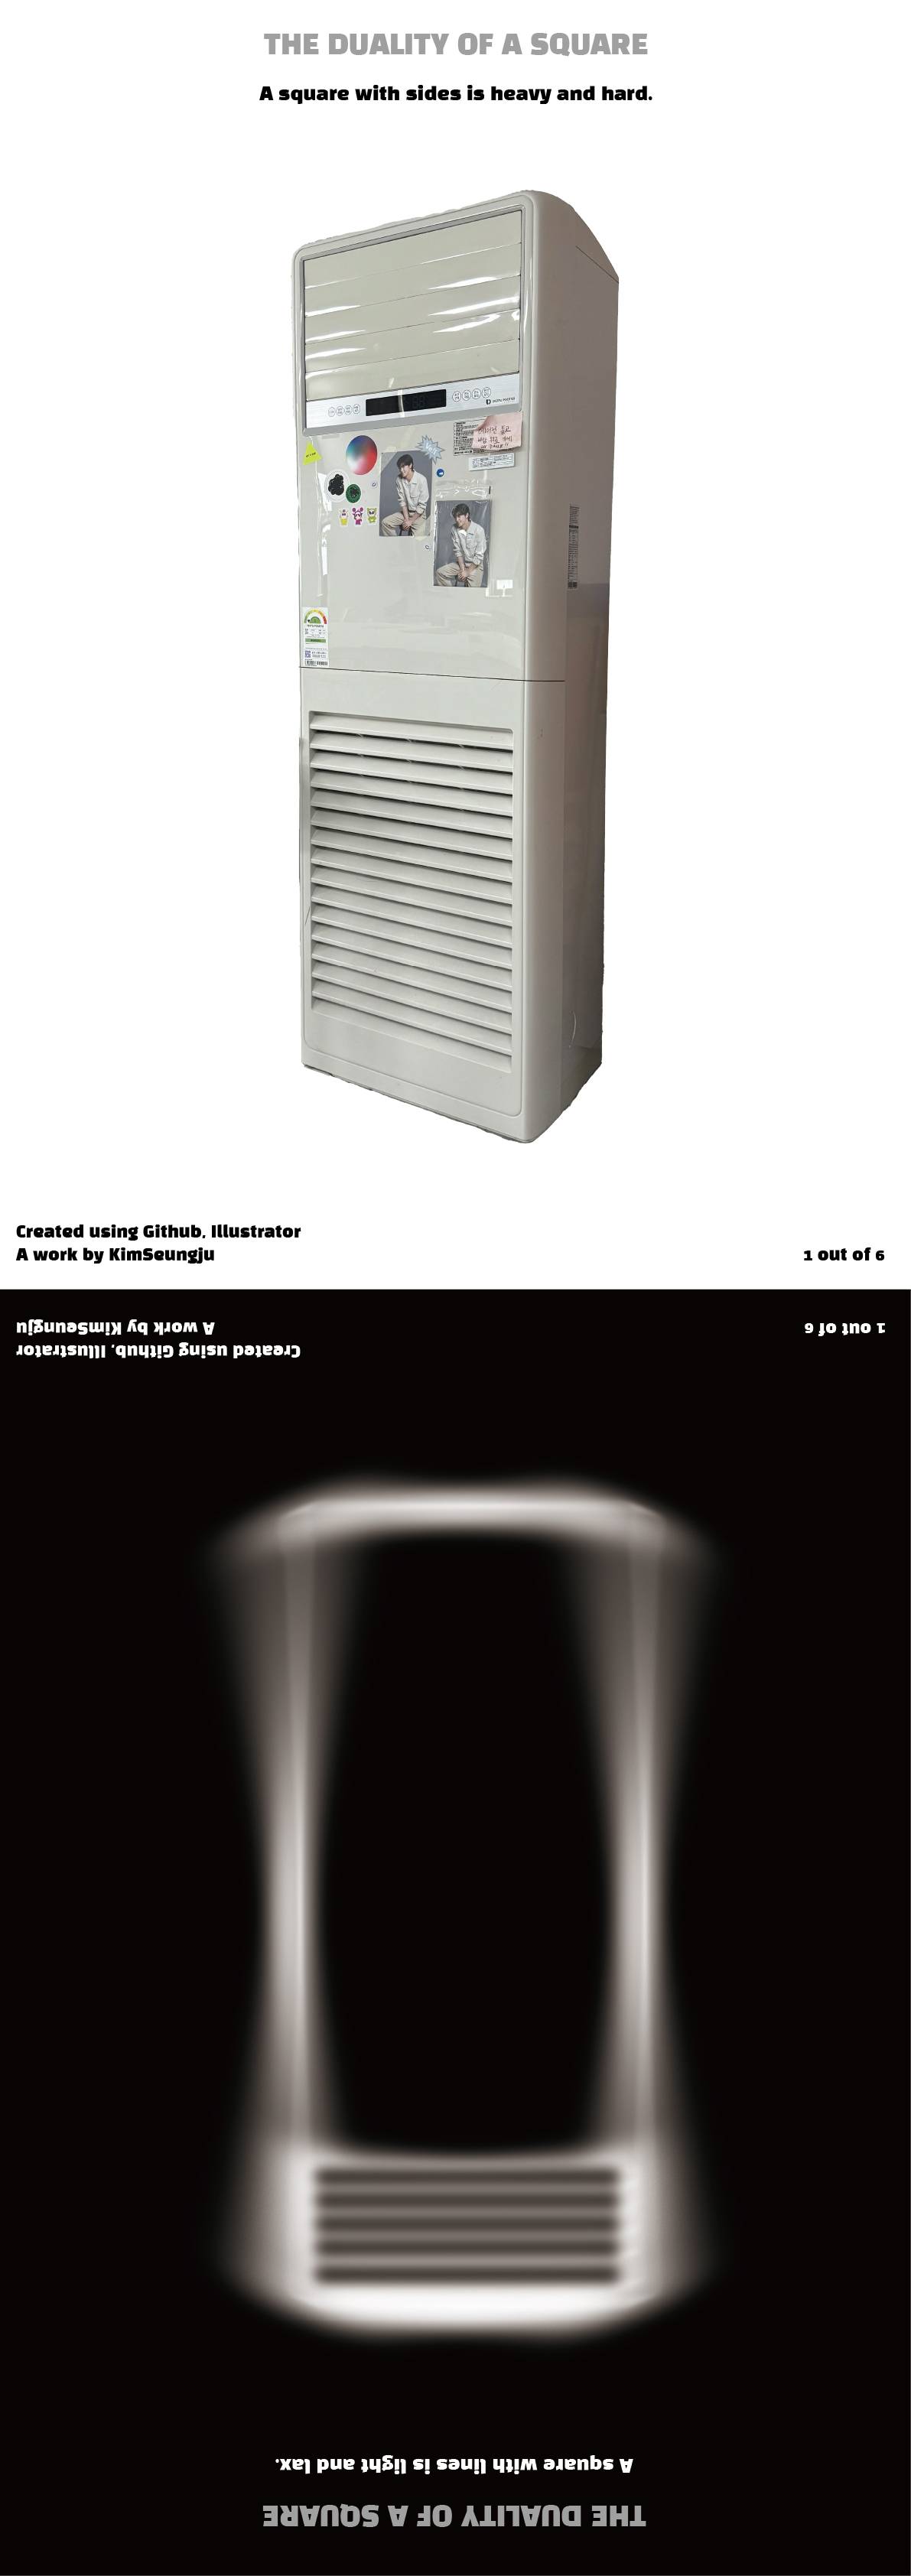 THE DUALITY OF A SQUARE
A square with sides is heavy and hard.
Created using Github, Illustrator
A work by KimSeungju
1 out of 6
A work by KimSeungju
Created using Github, Illustrator
1 out of 6
A square with lines is light and lax.
THE DUALITY OF A SQUARE